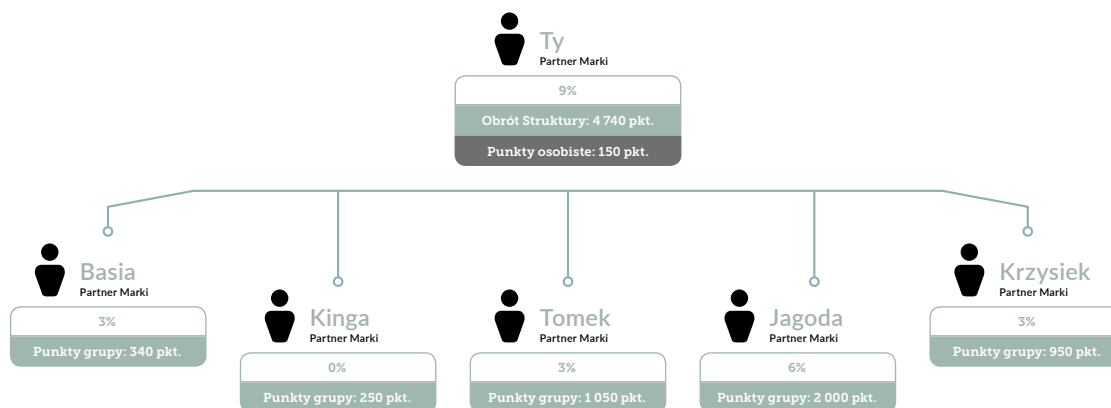 Ty
Partner Marki
9%
Obrót Struktury: 4 740 pkt.
Punkty osobiste: 150 pkt.
Basia
Partner Marki
3%
Punkty grupy: 340 pkt.
Kinga
Partner Marki
0%
Punkty grupy: 250 pkt.
Tomek
Partner Marki
3%
Punkty grupy: 1 050 pkt.
Jagoda
Partner Marki
6%
Punkty grupy: 2 000 pkt.
Krzysiek
Partner Marki
3%
Punkty grupy: 950 pkt.